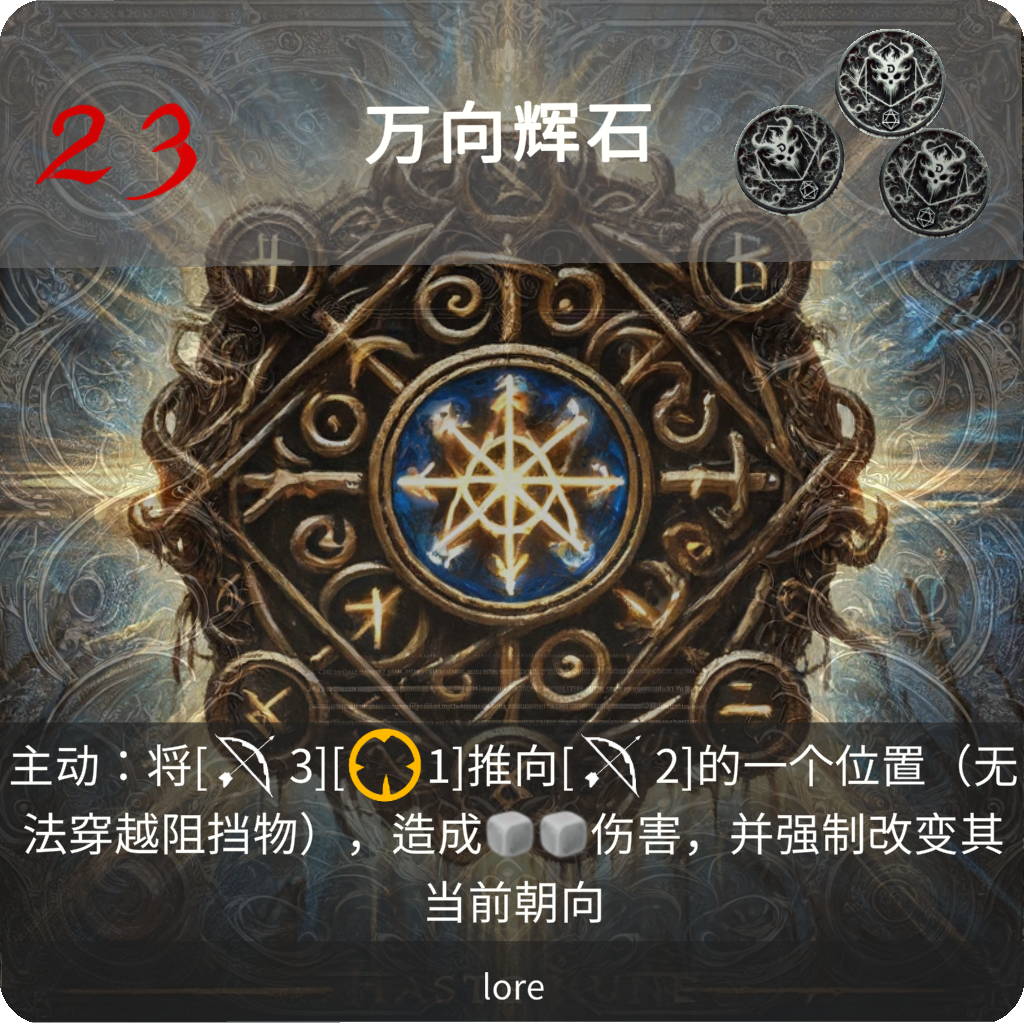 23
万向辉石
主动：将[3][1]推向[2]的一个位置（无
法穿越阻挡物），造成伤害，并强制改变其
当前朝向
lore